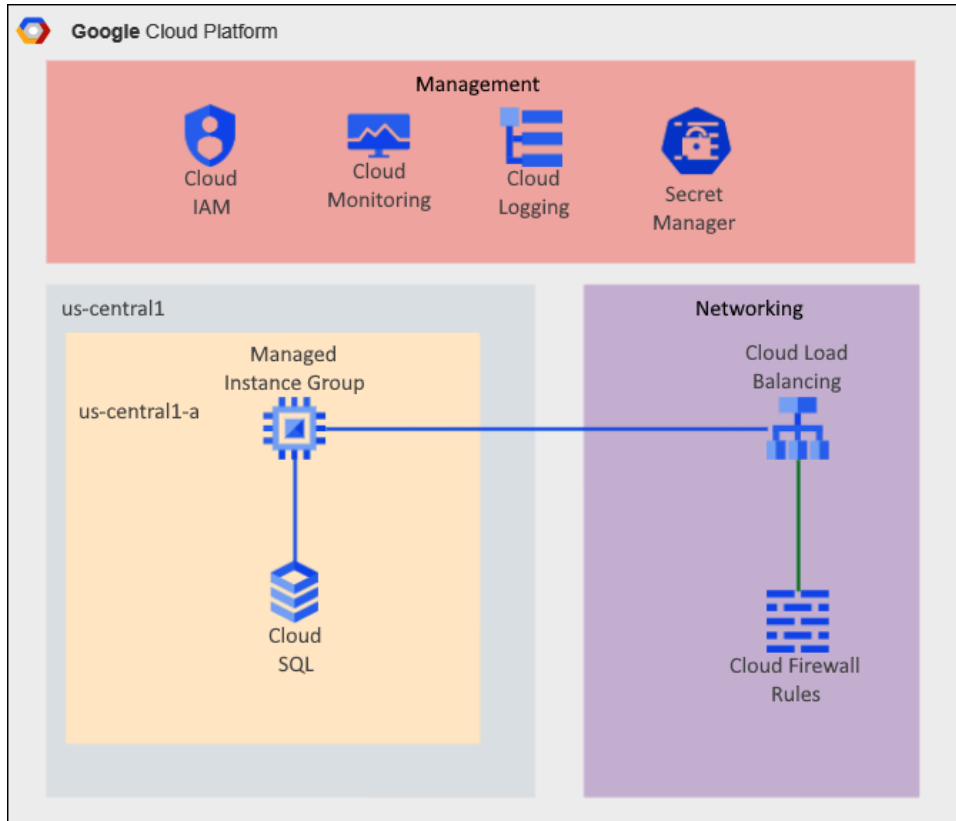 Google Cloud Platform
Management
Cloud
IAM
Cloud
Monitoring
Cloud
Logging
Secret
Manager
us-central1
Managed
Instance Group
us-central1-a
Cloud
SQL
Networking
Cloud Load
Balancing
Cloud Firewall
Rules